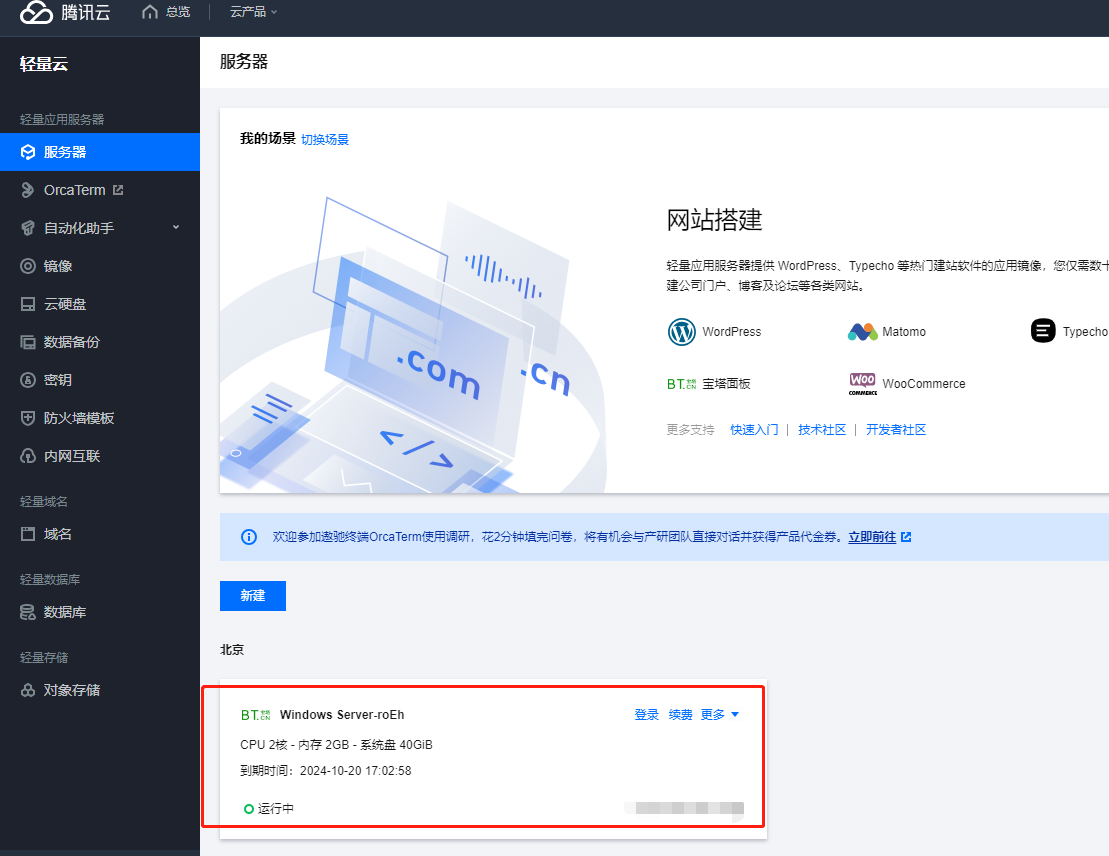 腾讯云 总览 云产品
轻量云
服务器
轻量应用服务器
服务器
OrcaTerm
自动化助手
镜像
云硬盘
数据备份
密钥
防火墙模板
内网互联
轻量域名
域名
轻量数据库
数据库
轻量存储
对象存储
我的场景 切换场景
.com
.cn
</>
网站搭建
轻量应用服务器提供 WordPress、Typecho 等热门建站软件的应用镜像，您仅需数十
建公司门户、博客及论坛等各类网站。
WordPress
Matomo
Typecho
BT.宝塔.CN 宝塔面板
WOO COMMERCE WooCommerce
更多支持 快速入门 | 技术社区 | 开发者社区
欢迎参加遨驰终端OrcaTerm使用调研，花2分钟填完问卷，将有机会与产研团队直接对话并获得产品代金券。立即前往
新建
北京
BT.宝塔.CN Windows Server-roEh 登录 续费 更多
CPU 2核 - 内存 2GB - 系统盘 40GiB
到期时间：2024-10-20 17:02:58
运行中